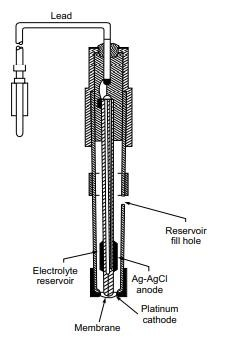 Lead
Reservoir
fill hole
Electrolyte
reservoir
Ag-AgCl
anode
Platinum
cathode
Membrane